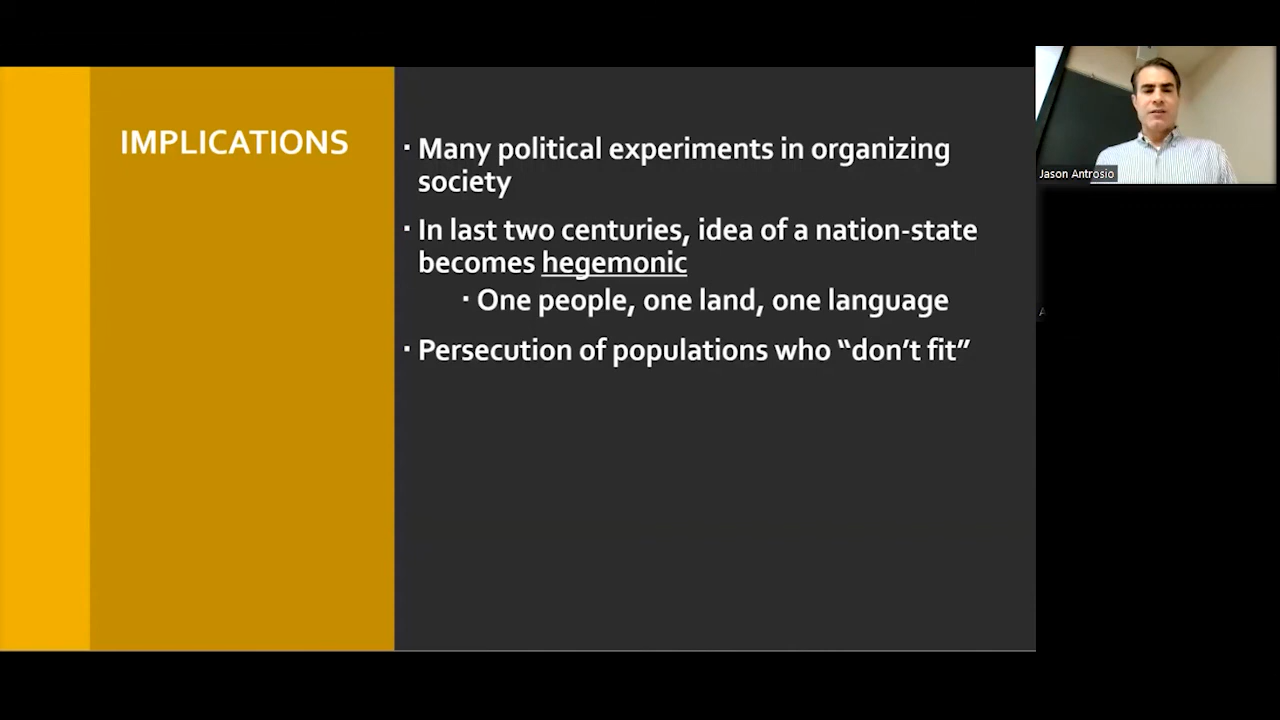 IMPLICATIONS
▪ Many political experiments in organizing
society
▪ In last two centuries, idea of a nation-state
becomes hegemonic
▪ One people, one land, one language
▪ Persecution of populations who “don’t fit”
Jason Antrosio
A